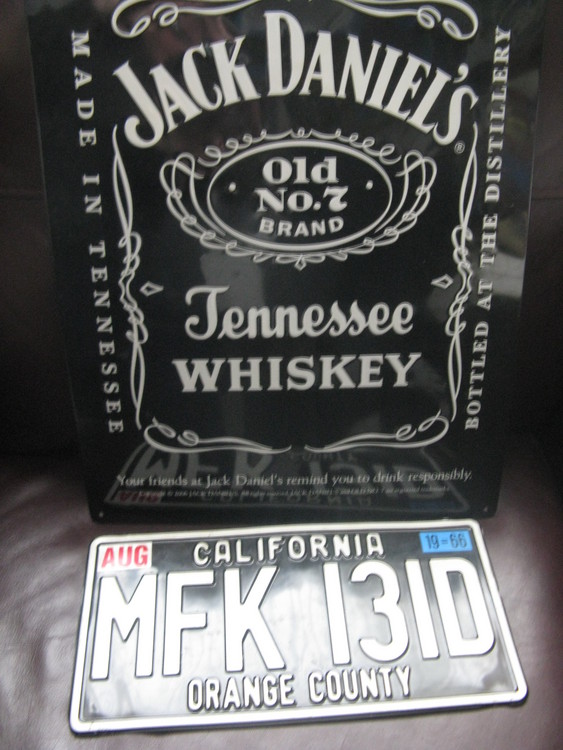 JACK DANIEL'S®
MADE IN TENNESSEE
Old
No.7
BRAND
BOTTLED AT THE DISTILLERY
Tennessee
WHISKEY
Your friends at Jack Daniel's remind you to drink responsibly.
AUG
CALIFORNIA
19-66
MFK 131D
ORANGE COUNTY